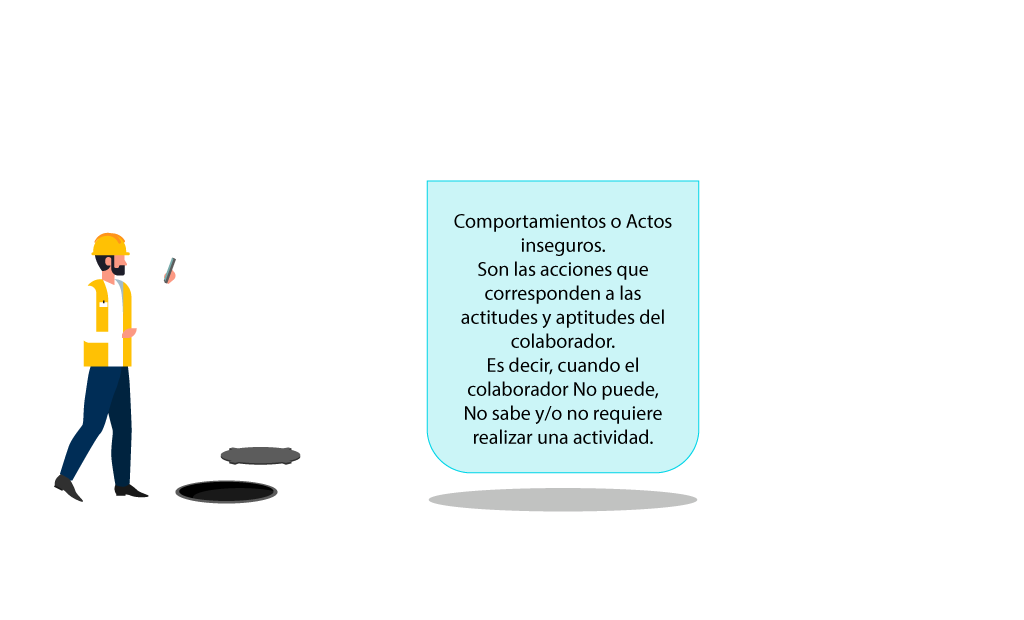 Comportamientos o Actos
inseguros.
Son las acciones que
corresponden a las
actitudes y aptitudes del
colaborador.
Es decir, cuando el
colaborador No puede,
No sabe y/o no requiere
realizar una actividad.